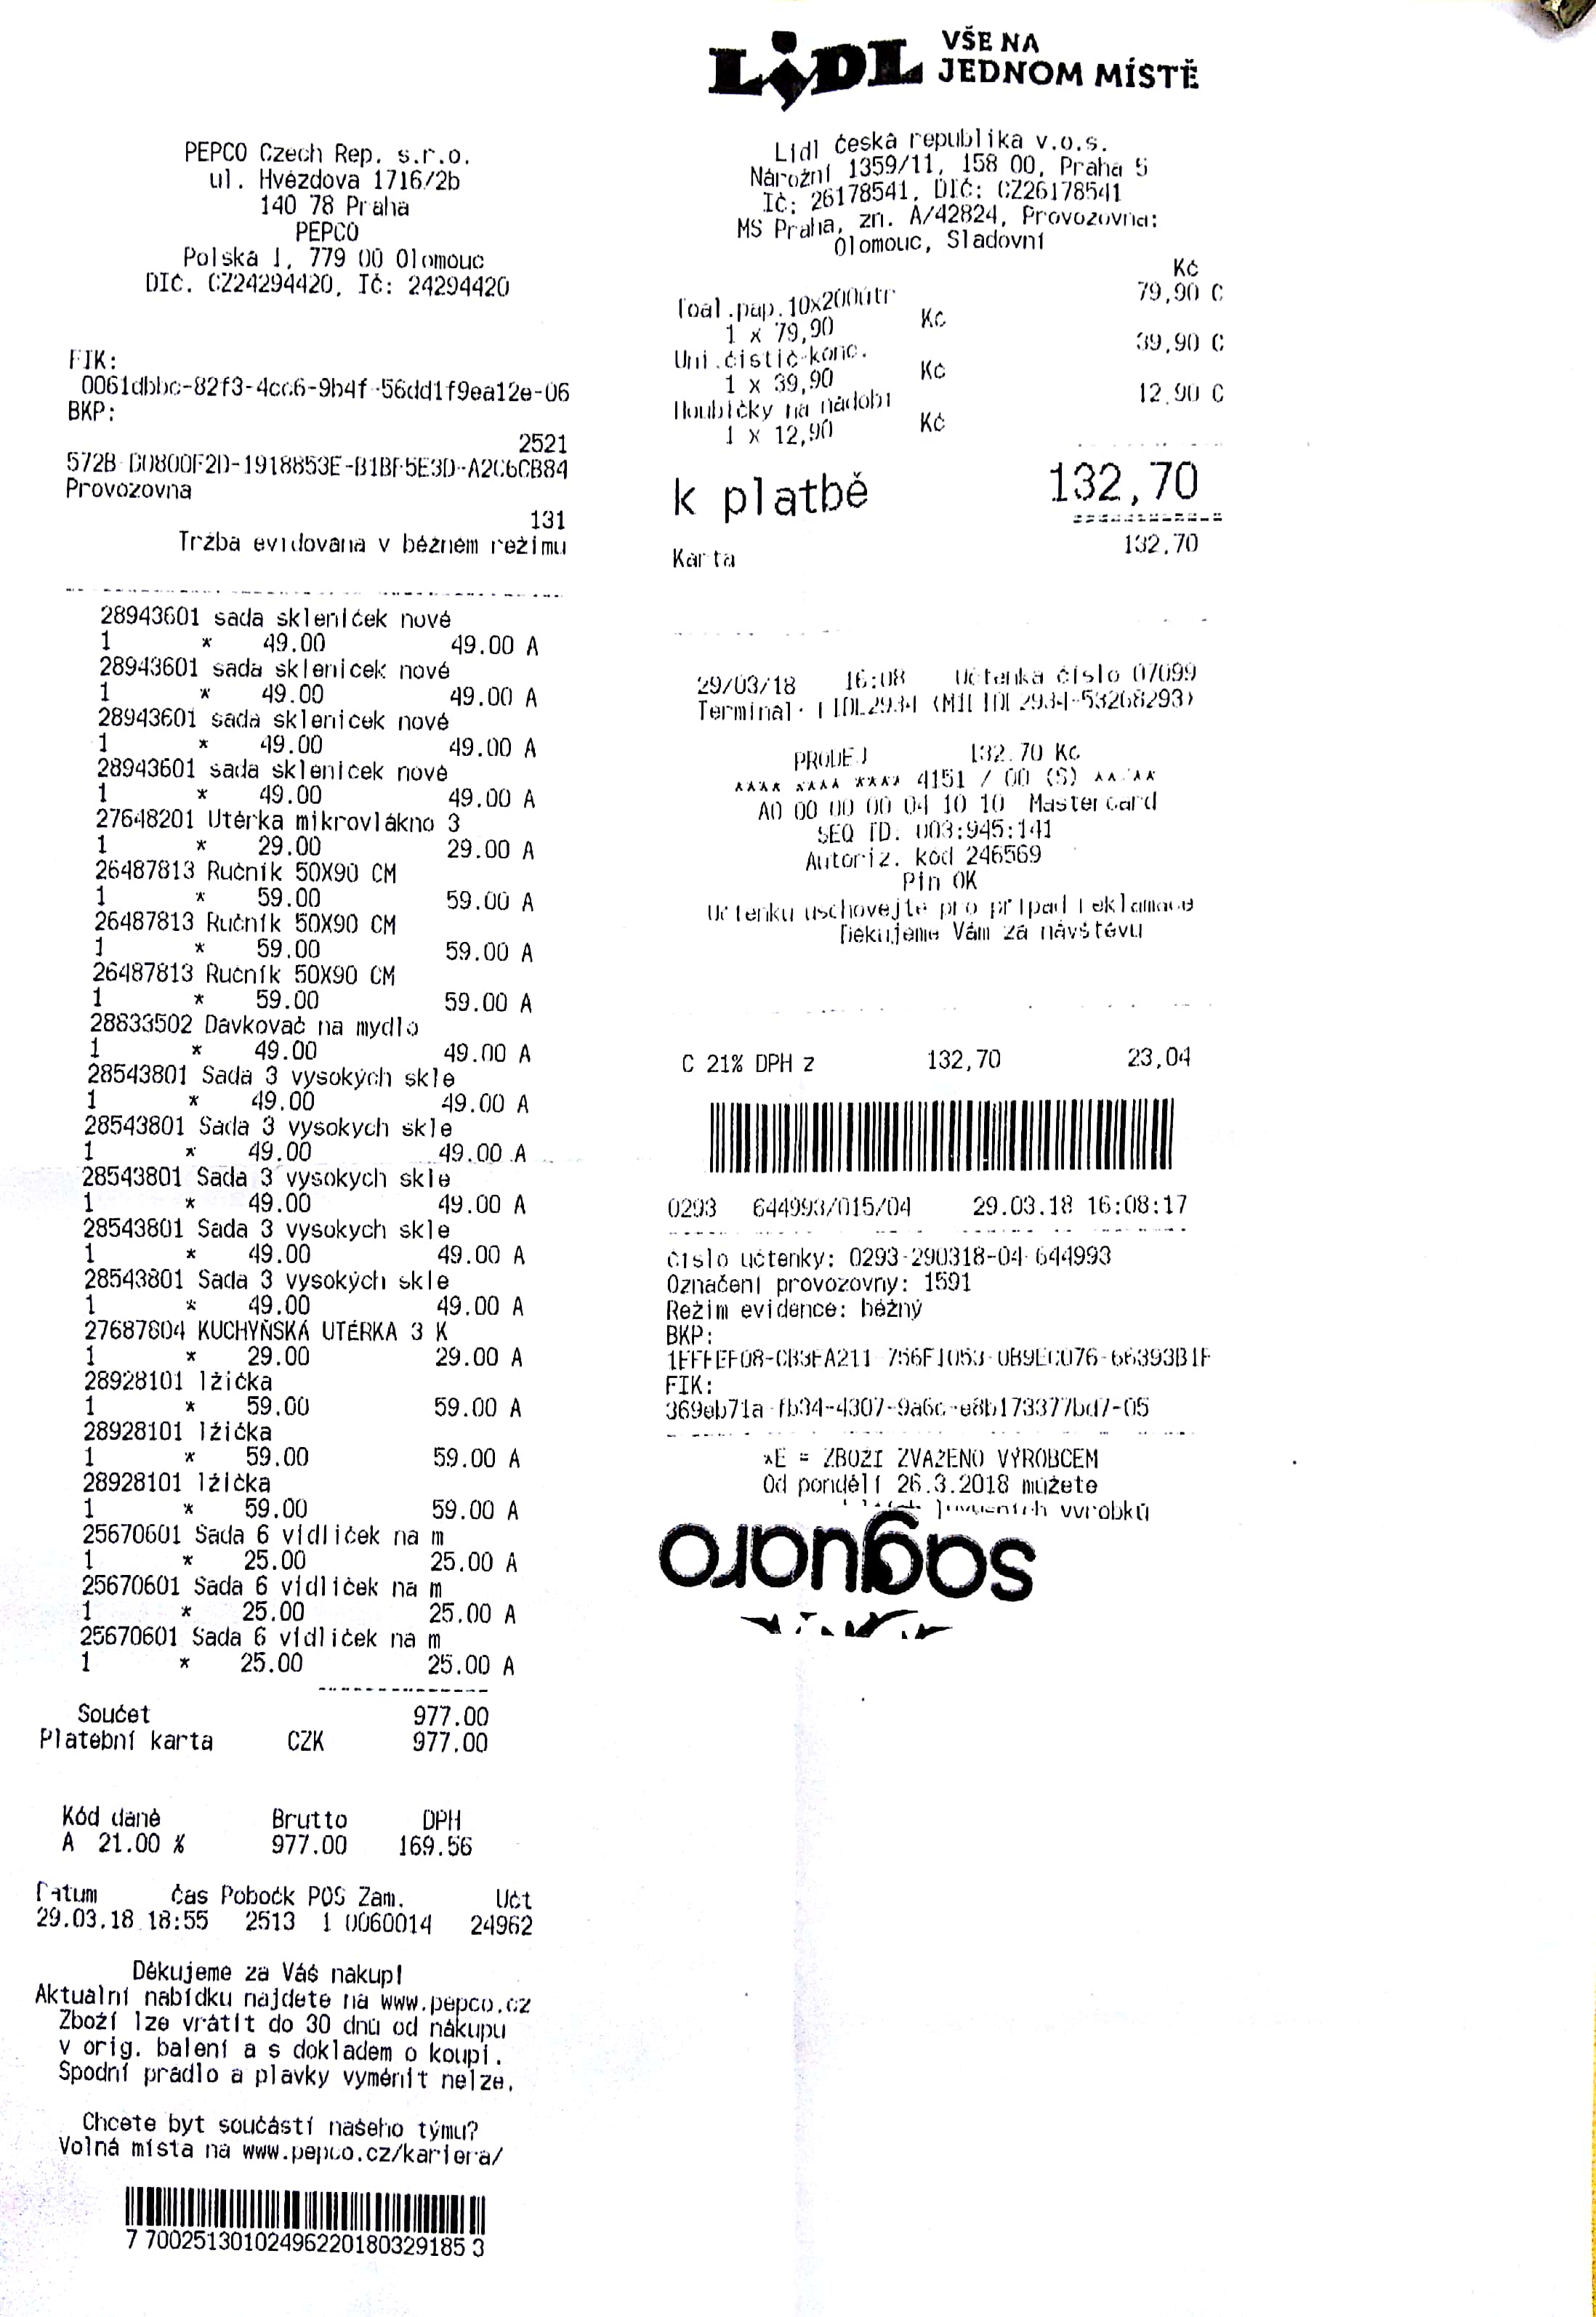 PEPCO Czech Rep. s.r.o.
ul. Hvězdova 1716/2b
140 78 Praha
PEPCO
Polská 1, 779 00 Olomouc
DIČ. CZ24294420, IČ: 24294420
FIK:
0061dbbc-82f3-4cc6-9b4f-56dd1f9ea12e-06
BKP:
2521
572B D0800F2D-1918853E-B1BF5E3D-A2C6CB84
Provozovna
131
Tržba evidovaná v běžném režimu
28943601 sada skleniček nové
1 * 49.00 49.00 A
28943601 sada skleniček nové
1 * 49.00 49.00 A
28943601 sada skleniček nové
1 * 49.00 49.00 A
28943601 sada skleniček nové
1 * 49.00 49.00 A
27648201 Utěrka mikrovlákno 3
1 * 29.00 29.00 A
26487813 Ručník 50X90 CM
1 * 59.00 59.00 A
26487813 Ručník 50X90 CM
1 * 59.00 59.00 A
26487813 Ručník 50X90 CM
1 * 59.00 59.00 A
28833502 Dávkovač na mýdlo
1 * 49.00 49.00 A
28543801 Sada 3 vysokých skle
1 * 49.00 49.00 A
28543801 Sada 3 vysokých skle
1 * 49.00 49.00 A
28543801 Sada 3 vysokých skle
1 * 49.00 49.00 A
28543801 Sada 3 vysokých skle
1 * 49.00 49.00 A
28543801 Sada 3 vysokých skle
1 * 49.00 49.00 A
27687804 KUCHYŇSKÁ UTĚRKA 3 K
1 * 29.00 29.00 A
28928101 lžička
1 * 59.00 59.00 A
28928101 lžička
1 * 59.00 59.00 A
28928101 lžička
1 * 59.00 59.00 A
25670601 Sada 6 vidliček na m
1 * 25.00 25.00 A
25670601 Sada 6 vidliček na m
1 * 25.00 25.00 A
25670601 Sada 6 vidliček na m
1 * 25.00 25.00 A
Součet 977.00
Platební karta CZK 977.00
Kód daně Brutto DPH
A 21.00 % 977.00 169.56
Datum čas Pobočk POS Zam. Účt
29.03.18 18:55 2513 1 0060014 24962
Děkujeme za Váš nákup!
Aktuální nabídku najdete na www.pepco.cz
Zboží lze vrátit do 30 dnů od nákupu
v orig. balení a s dokladem o koupi.
Spodní prádlo a plavky vyměnit nelze.
Chcete být součástí našeho týmu?
Volná místa na www.pepco.cz/kariera/
7 70025130102496220180329185 3
LIDL VŠE NA
JEDNOM MÍSTĚ
Lidl Česká republika v.o.s.
Nárožní 1359/11, 158 00, Praha 5
IČ: 26178541, DIČ: CZ26178541
MS Praha, zn. A/42824, Provozovna:
Olomouc, Sladovní
Kč
Toal.pap.10x200útr 79,90 C
1 x 79,90 Kč
Uni.čistič konc. 39,90 C
1 x 39,90 Kč
Houbičky na nádobí 12,90 C
1 x 12,90 Kč
k platbě 132,70
Karta 132,70
29/03/18 16:08 Účtenka číslo 07099
Terminal: LIDL2934
PRODEJ 132.70 Kč
**** **** **** 4151 / 00 (S) **/**
A0 00 00 00 04 10 10 Mastercard
SEQ ID. 003:945:141
Autoriz. kód 246569
Pin OK
Účtenku uschovejte pro případ reklamace
Děkujeme Vám za návštěvu
C 21% DPH z 132,70 23,04
0293 644993/015/04 29.03.18 16:08:17
číslo účtenky: 0293-290318-04-644993
Označení provozovny: 1591
Režim evidence: běžný
BKP:
FIK:
369eb71a-fb34-4307-9a6c-e8b173377bd7-05
*E = ZBOŽÍ ZVÁŽENO VÝROBCEM
Od pondělí 26.3.2018 můžete
výrobků
saguaro